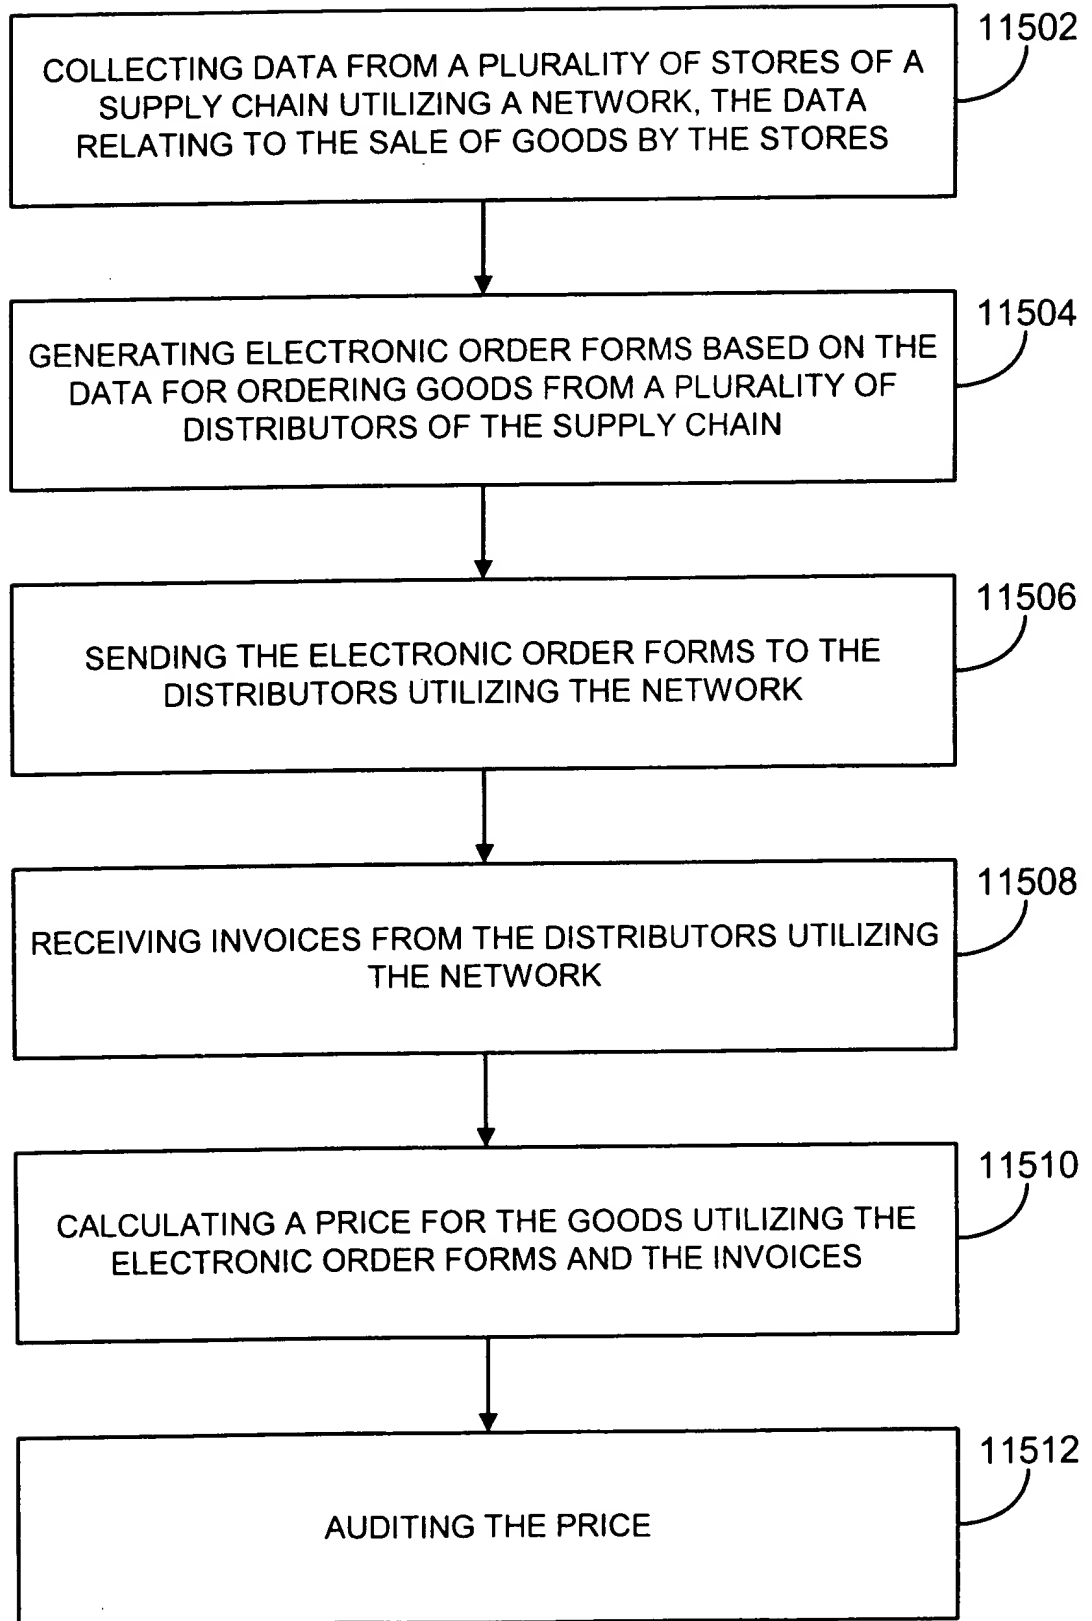 11502
COLLECTING DATA FROM A PLURALITY OF STORES OF A
SUPPLY CHAIN UTILIZING A NETWORK, THE DATA
RELATING TO THE SALE OF GOODS BY THE STORES
11504
GENERATING ELECTRONIC ORDER FORMS BASED ON THE
DATA FOR ORDERING GOODS FROM A PLURALITY OF
DISTRIBUTORS OF THE SUPPLY CHAIN
11506
SENDING THE ELECTRONIC ORDER FORMS TO THE
DISTRIBUTORS UTILIZING THE NETWORK
11508
RECEIVING INVOICES FROM THE DISTRIBUTORS UTILIZING
THE NETWORK
11510
CALCULATING A PRICE FOR THE GOODS UTILIZING THE
ELECTRONIC ORDER FORMS AND THE INVOICES
11512
AUDITING THE PRICE